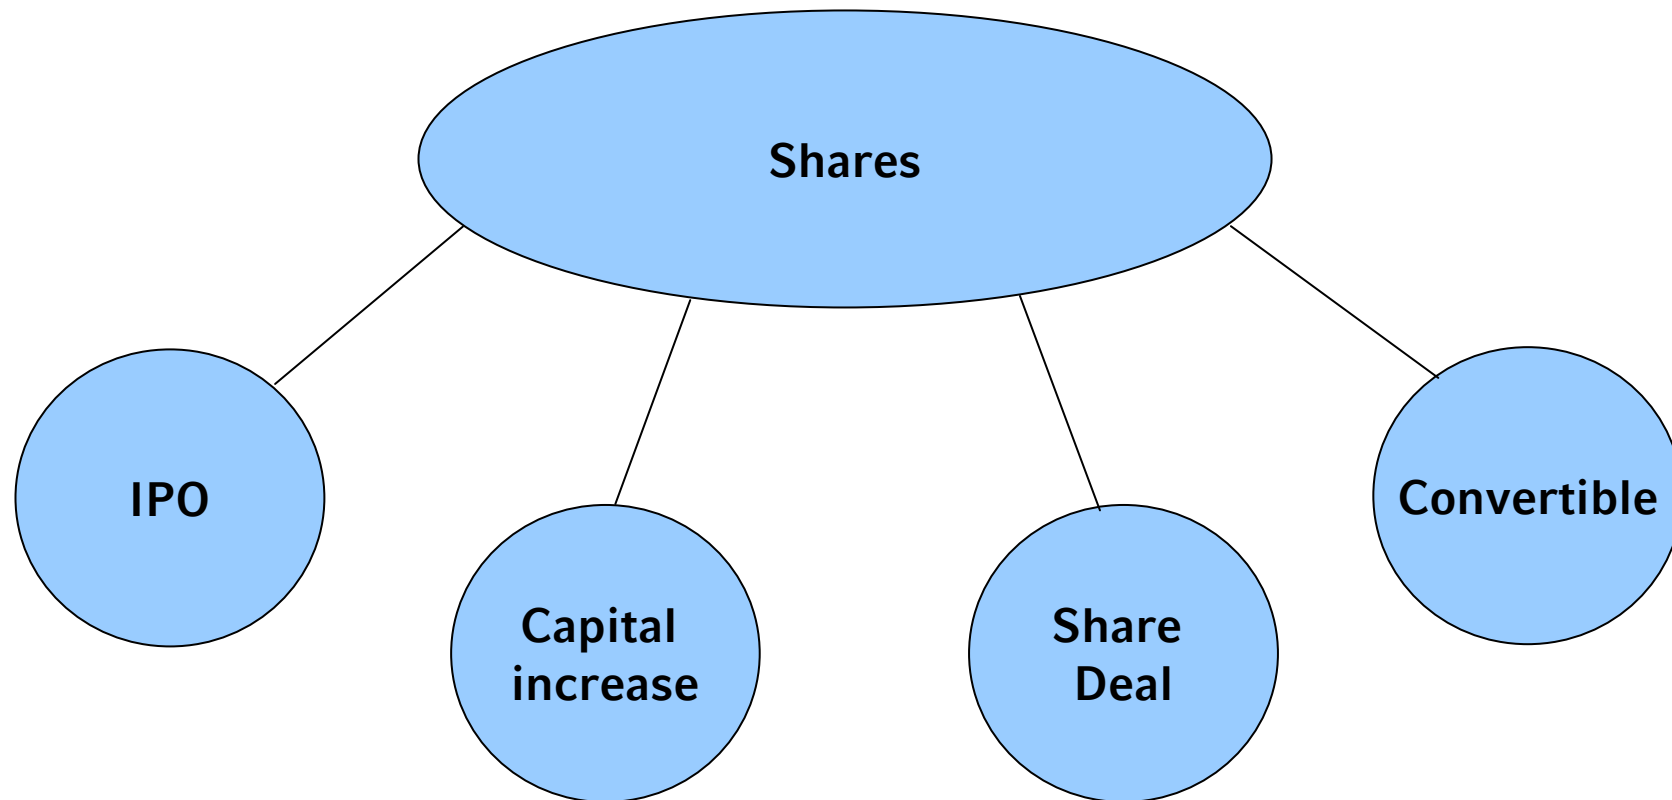 Shares
IPO
Convertible
Capital
increase
Share
Deal